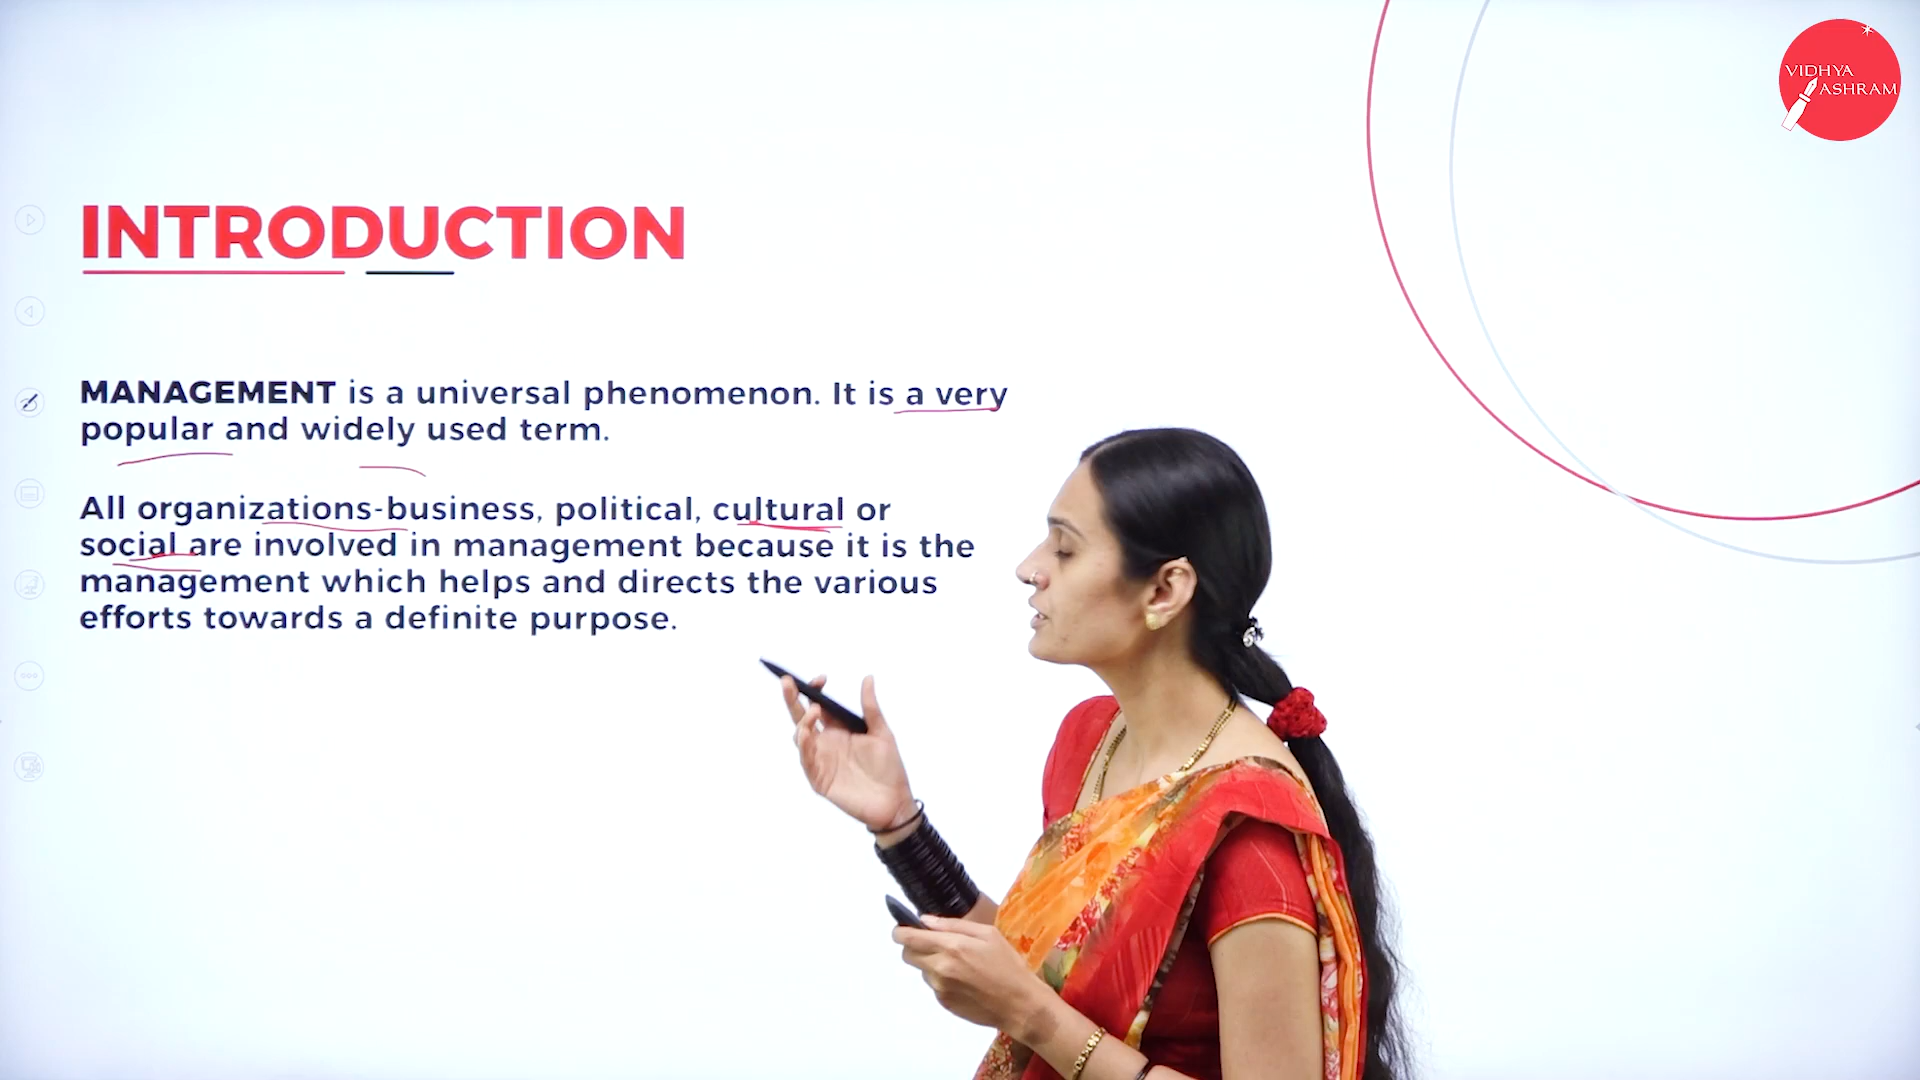 VIDHYA
ASHRAM
INTRODUCTION
MANAGEMENT is a universal phenomenon. It is a very
popular and widely used term.
All organizations-business, political, cultural or
social are involved in management because it is the
management which helps and directs the various
efforts towards a definite purpose.